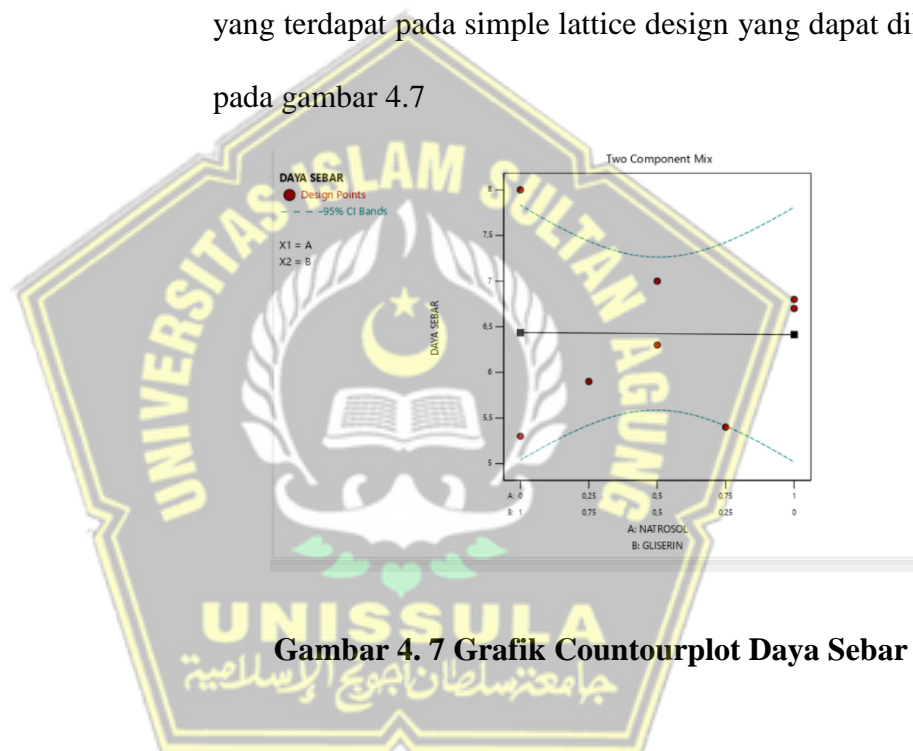 yang terdapat pada simple lattice design yang dapat
pada gambar 4.7
Two Component Mix
DAYA SEBAR
Design Points
95% CI Bands
X1 = A
X2 = B
DAYA SEBAR
8
7.5
7
6.5
6
5.5
5
A: 0 0,25 0,5 0,75 1
B: 1 0,75 0,5 0,25 0
A: NATROSOL
B: GLISERIN
UNIVERSITAS ISLAM SULTAN AGUNG
UNISSULA
جامعتنسلطان أجونج الإسلامية
Gambar 4. 7 Grafik Countourplot Daya Sebar